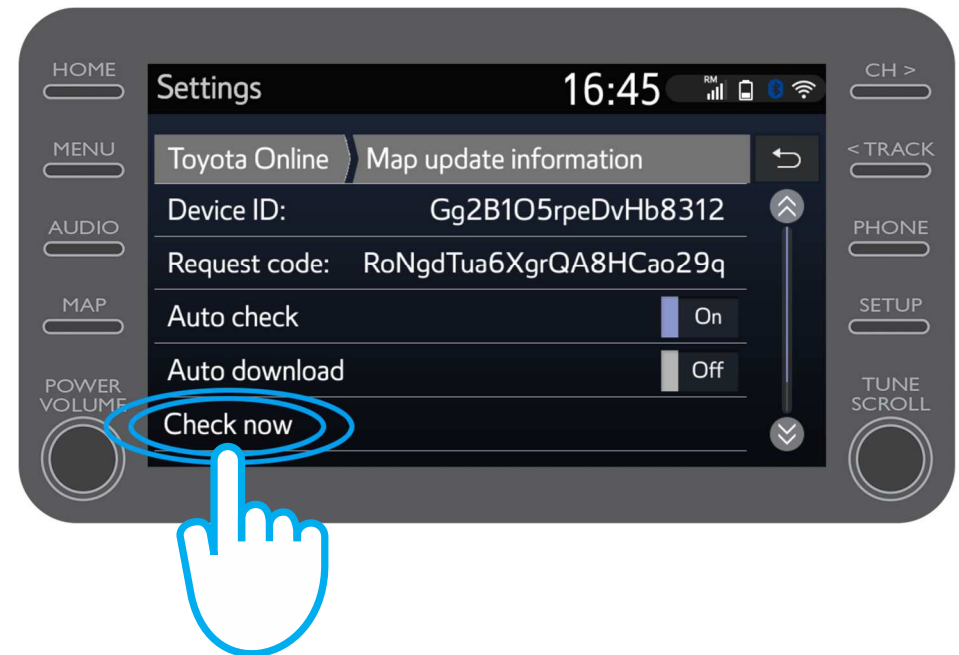 HOME
MENU
AUDIO
MAP
POWER
VOLUME
Settings 16:45 RM
Toyota Online Map update information
Device ID: Gg2B1O5rpeDvHb8312
Request code: RoNgdTua6XgrQA8HCao29q
Auto check On
Auto download Off
Check now
CH >
< TRACK
PHONE
SETUP
TUNE
SCROLL